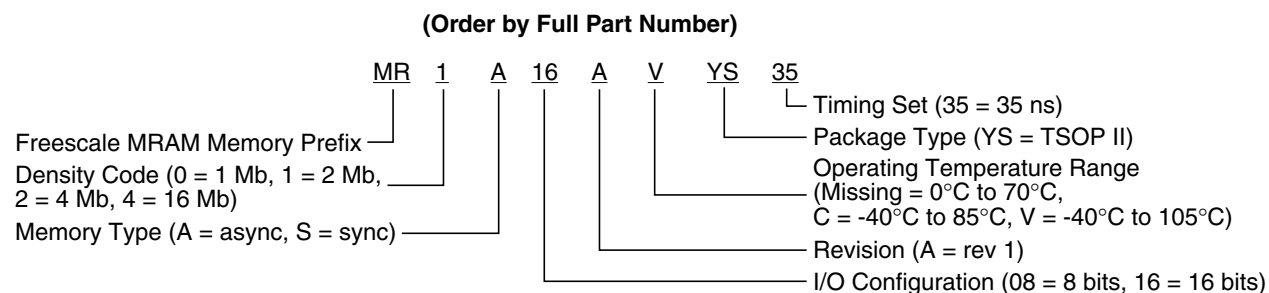 (Order by Full Part Number)
MR 1 A 16 A V YS 35
Timing Set (35 = 35 ns)
Freescale MRAM Memory Prefix
Package Type (YS = TSOP II)
Density Code (0 = 1 Mb, 1 = 2 Mb,
2 = 4 Mb, 4 = 16 Mb)
Operating Temperature Range
(Missing = 0°C to 70°C,
C = -40°C to 85°C, V = -40°C to 105°C)
Memory Type (A = async, S = sync)
Revision (A = rev 1)
I/O Configuration (08 = 8 bits, 16 = 16 bits)